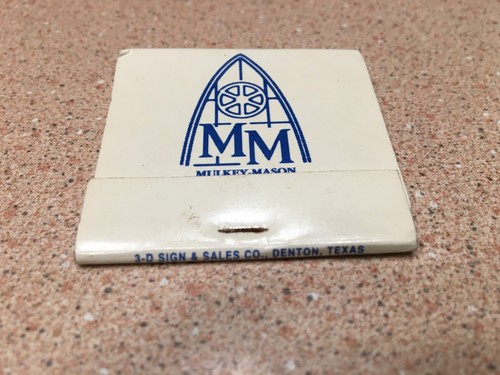 MM
MULKEY-MASON
3-D SIGN & SALES CO., DENTON, TEXAS